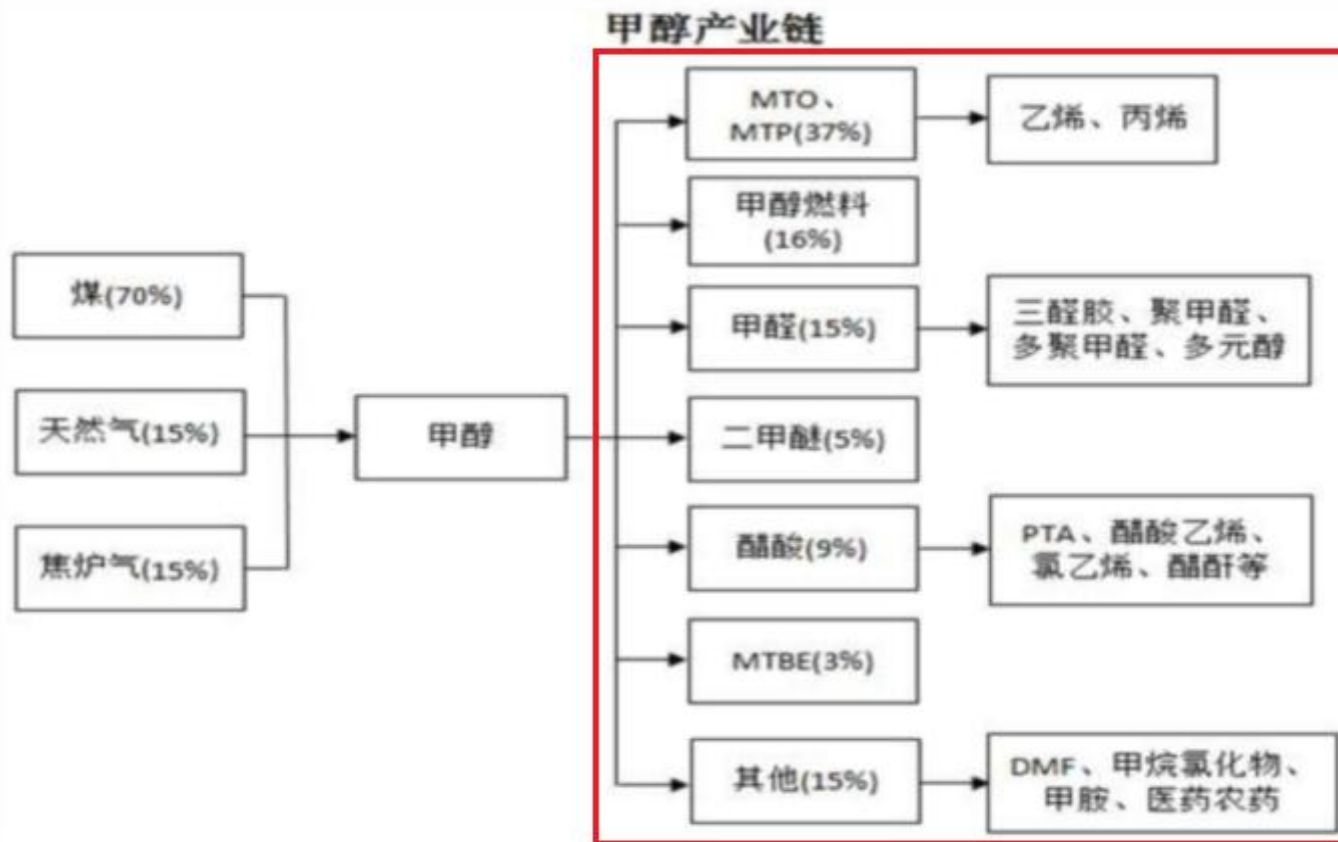 甲醇产业链
MTO、
MTP(37%)
乙烯、丙烯
甲醇燃料
(16%)
煤(70%)
甲醛(15%)
三醛胶、聚甲醛、
多聚甲醛、多元醇
天然气(15%)
甲醇
二甲醚(5%)
焦炉气(15%)
醋酸(9%)
PTA、醋酸乙烯、
氯乙烯、醋酐等
MTBE(3%)
其他(15%)
DMF、甲烷氯化物、
甲胺、医药农药